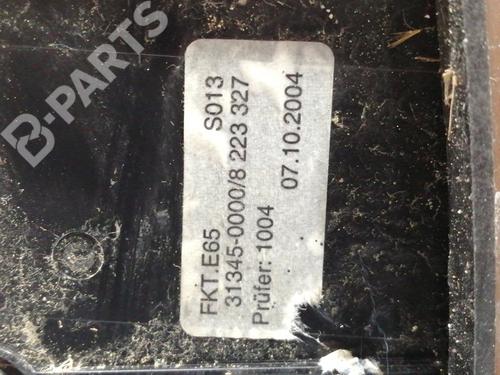 FKT.E65 S013
31345-0000/8 223 327
Prüfer: 1004 07.10.2004
B-PARTS